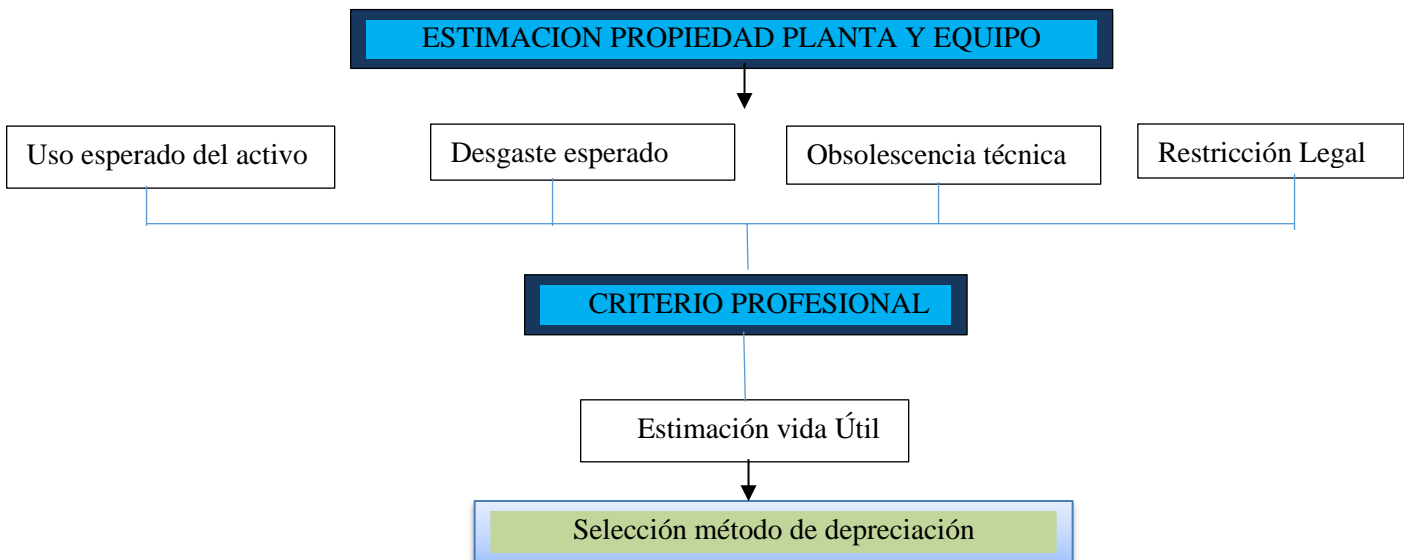 ESTIMACION PROPIEDAD PLANTA Y EQUIPO
Uso esperado del activo
Desgaste esperado
Obsolescencia técnica
Restricción Legal
CRITERIO PROFESIONAL
Estimación vida Útil
Selección método de depreciación